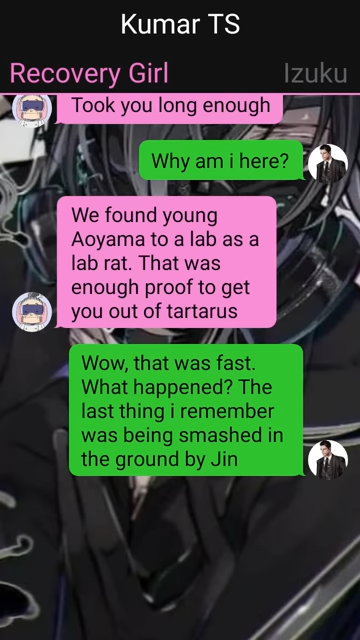 Kumar TS
Recovery Girl
Izuku
Took you long enough
Why am i here?
We found young
Aoyama to a lab as a
lab rat. That was
enough proof to get
you out of tartarus
Wow, that was fast.
What happened? The
last thing i remember
was being smashed in
the ground by Jin